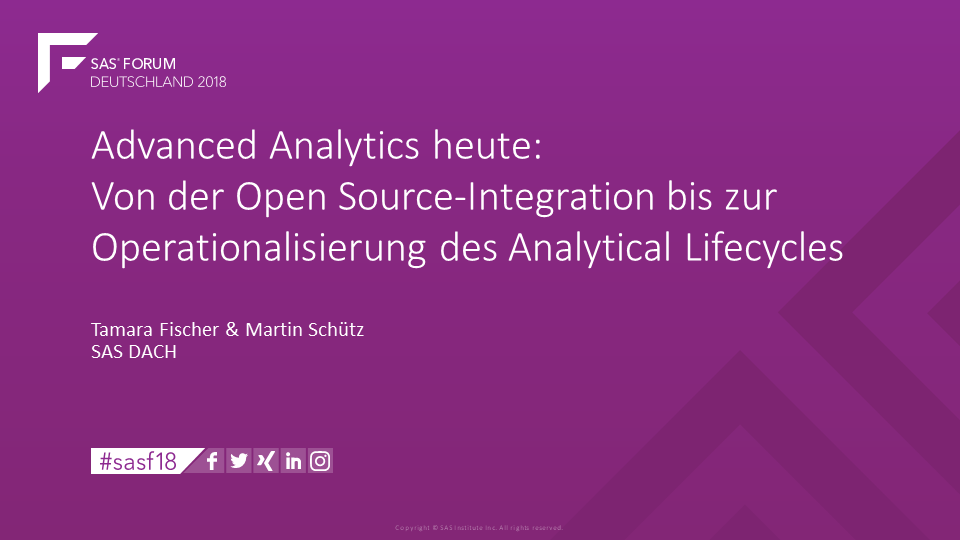 SAS® FORUM
DEUTSCHLAND 2018
Advanced Analytics heute:
Von der Open Source-Integration bis zur
Operationalisierung des Analytical Lifecycles
Tamara Fischer & Martin Schütz
SAS DACH
#sasf18
Copyright © SAS Institute Inc. All rights reserved.